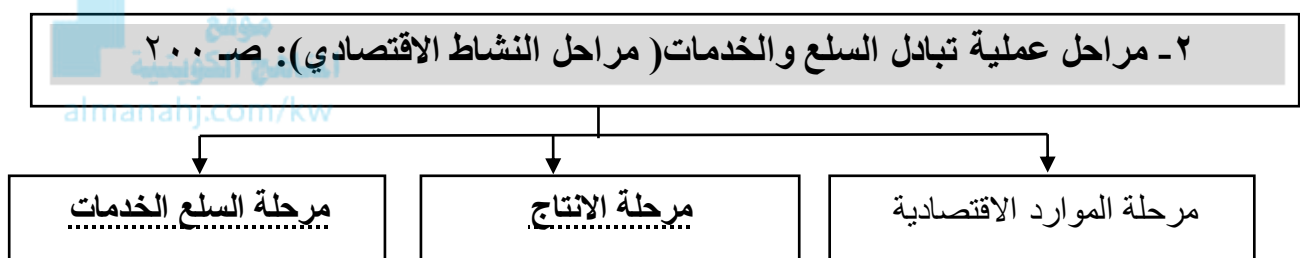 موقع
المناهج الكويتية
almanahj.com/kw
٢- مراحل عملية تبادل السلع والخدمات( مراحل النشاط الاقتصادي): صـ ٢٠٠
مرحلة الموارد الاقتصادية
مرحلة الانتاج
مرحلة السلع الخدمات